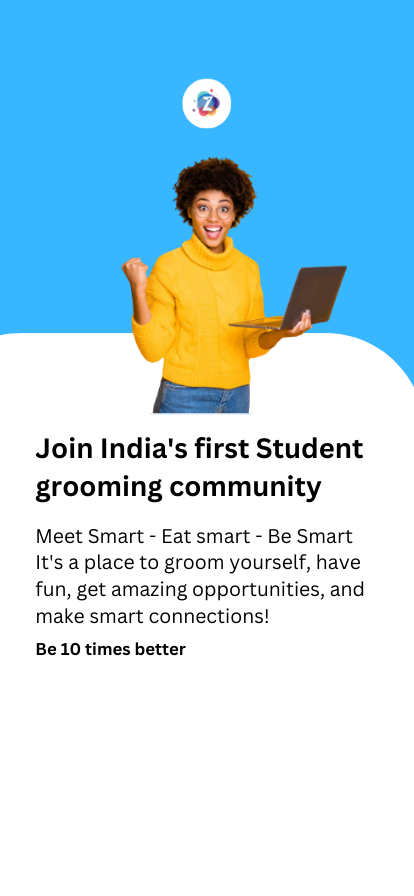 Z
Join India's first Student
grooming community
Meet Smart - Eat smart - Be Smart
It's a place to groom yourself, have
fun, get amazing opportunities, and
make smart connections!
Be 10 times better